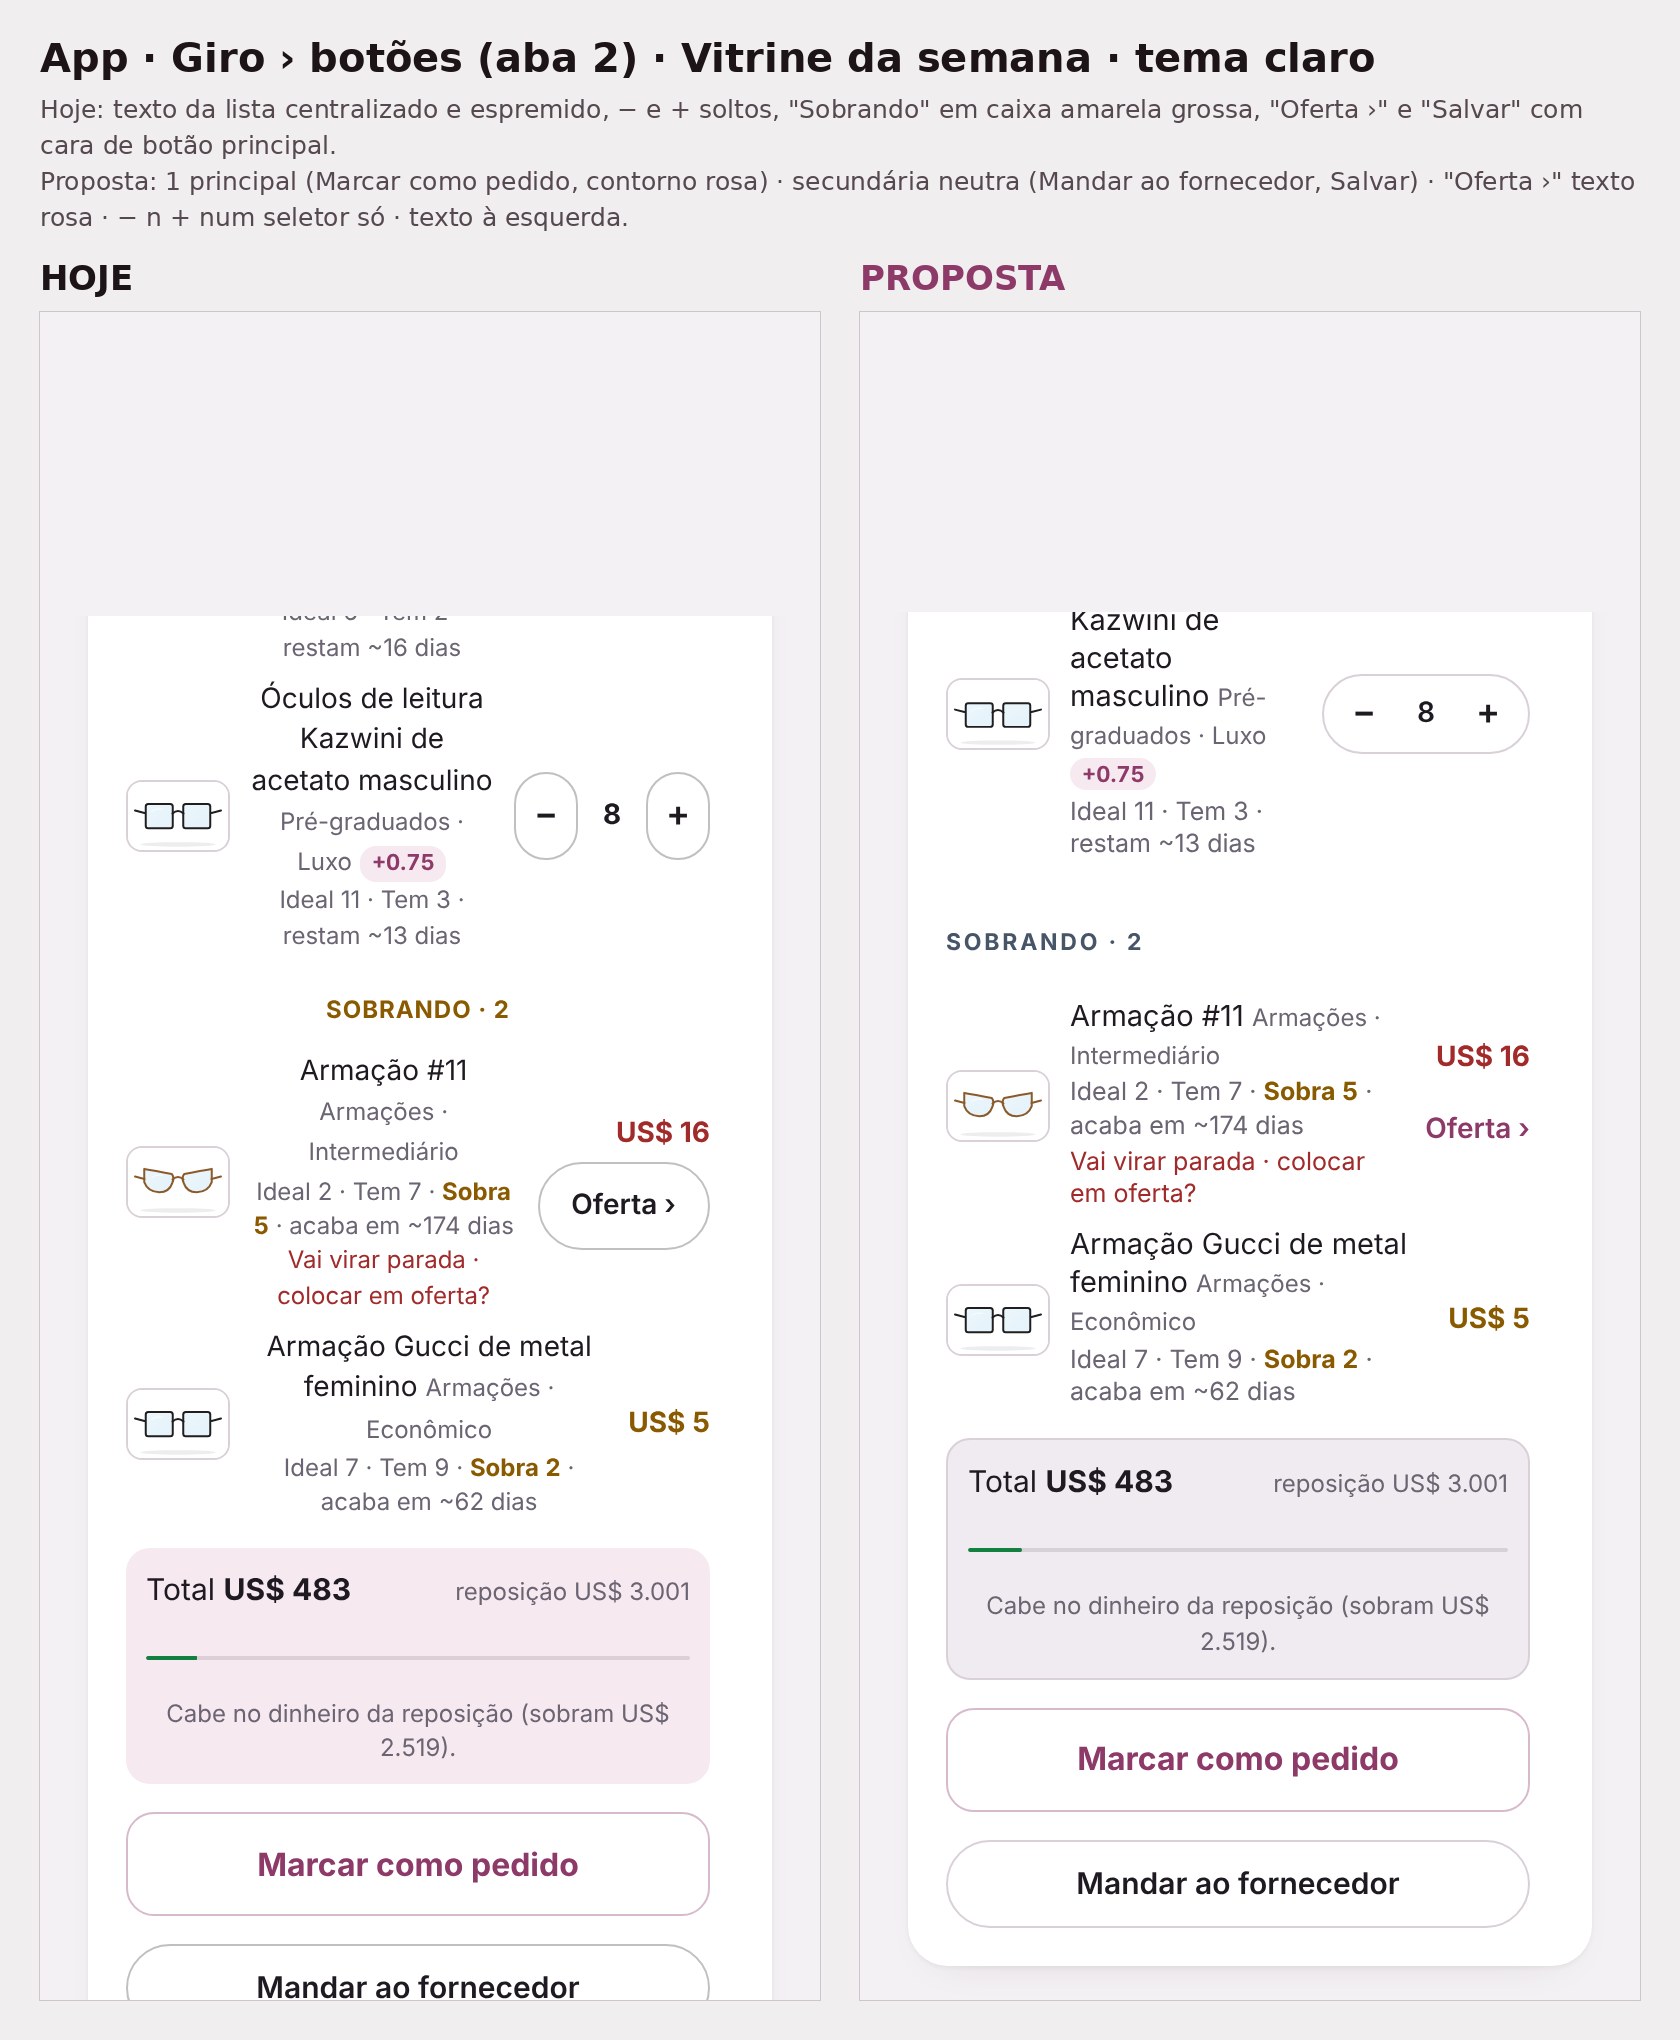 App · Giro › botões (aba 2) · Vitrine da semana · tema claro
Hoje: texto da lista centralizado e espremido, − e + soltos, "Sobrando" em caixa amarela grossa, "Oferta ›" e "Salvar" com
cara de botão principal.
Proposta: 1 principal (Marcar como pedido, contorno rosa) · secundária neutra (Mandar ao fornecedor, Salvar) · "Oferta ›" texto
rosa · − n + num seletor só · texto à esquerda.
HOJE
restam ~16 dias
Óculos de leitura
Kazwini de
acetato masculino
Pré-graduados ·
Luxo +0.75
Ideal 11 · Tem 3 ·
restam ~13 dias
− 8 +
SOBRANDO · 2
Armação #11
Armações ·
Intermediário
Ideal 2 · Tem 7 · Sobra
5 · acaba em ~174 dias
Vai virar parada ·
colocar em oferta?
US$ 16
Oferta ›
Armação Gucci de metal
feminino Armações ·
Econômico
Ideal 7 · Tem 9 · Sobra 2 ·
acaba em ~62 dias
US$ 5
Total US$ 483 reposição US$ 3.001
Cabe no dinheiro da reposição (sobram US$
2.519).
Marcar como pedido
Mandar ao fornecedor
PROPOSTA
Kazwini de
acetato
masculino Pré-
graduados · Luxo
+0.75
Ideal 11 · Tem 3 ·
restam ~13 dias
− 8 +
SOBRANDO · 2
Armação #11 Armações ·
Intermediário
Ideal 2 · Tem 7 · Sobra 5 ·
acaba em ~174 dias
Vai virar parada · colocar
em oferta?
US$ 16
Oferta ›
Armação Gucci de metal
feminino Armações ·
Econômico
Ideal 7 · Tem 9 · Sobra 2 ·
acaba em ~62 dias
US$ 5
Total US$ 483 reposição US$ 3.001
Cabe no dinheiro da reposição (sobram US$
2.519).
Marcar como pedido
Mandar ao fornecedor